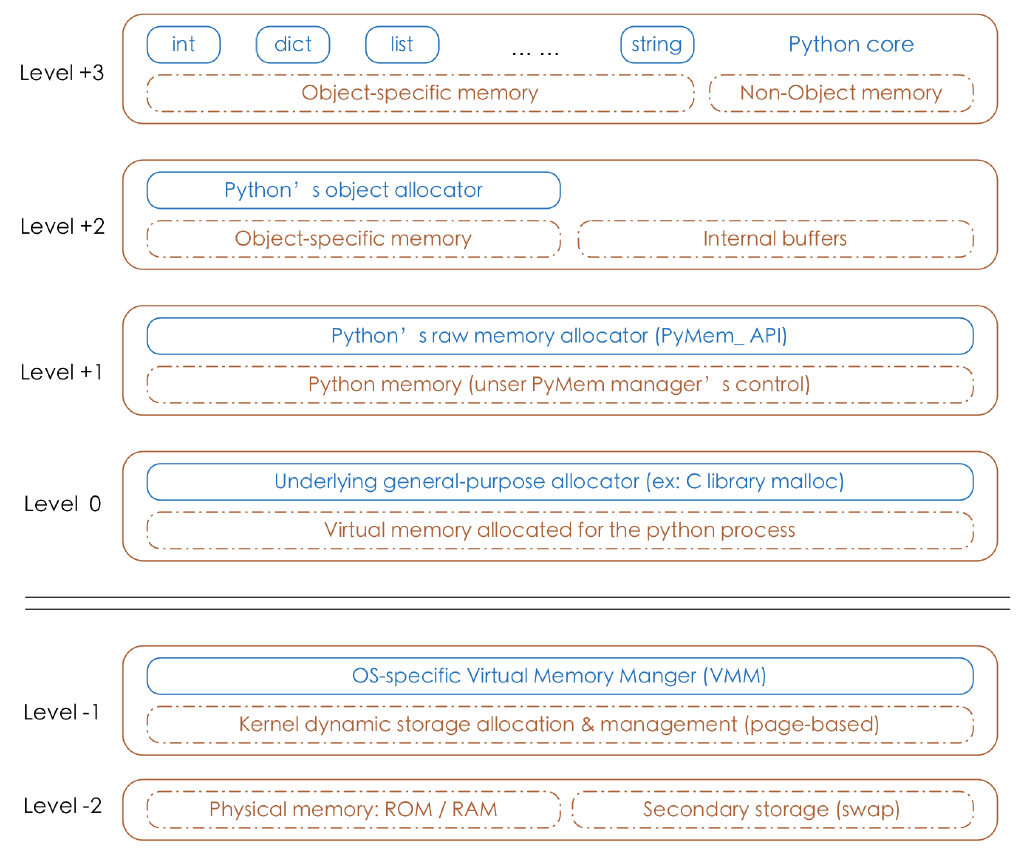 int dict list ... ... string Python core
Level +3
Object-specific memory Non-Object memory
Python’s object allocator
Level +2
Object-specific memory Internal buffers
Python’s raw memory allocator (PyMem_ API)
Level +1
Python memory (unser PyMem manager’s control)
Underlying general-purpose allocator (ex: C library malloc)
Level 0
Virtual memory allocated for the python process
OS-specific Virtual Memory Manger (VMM)
Level -1
Kernel dynamic storage allocation & management (page-based)
Level -2
Physical memory: ROM / RAM Secondary storage (swap)